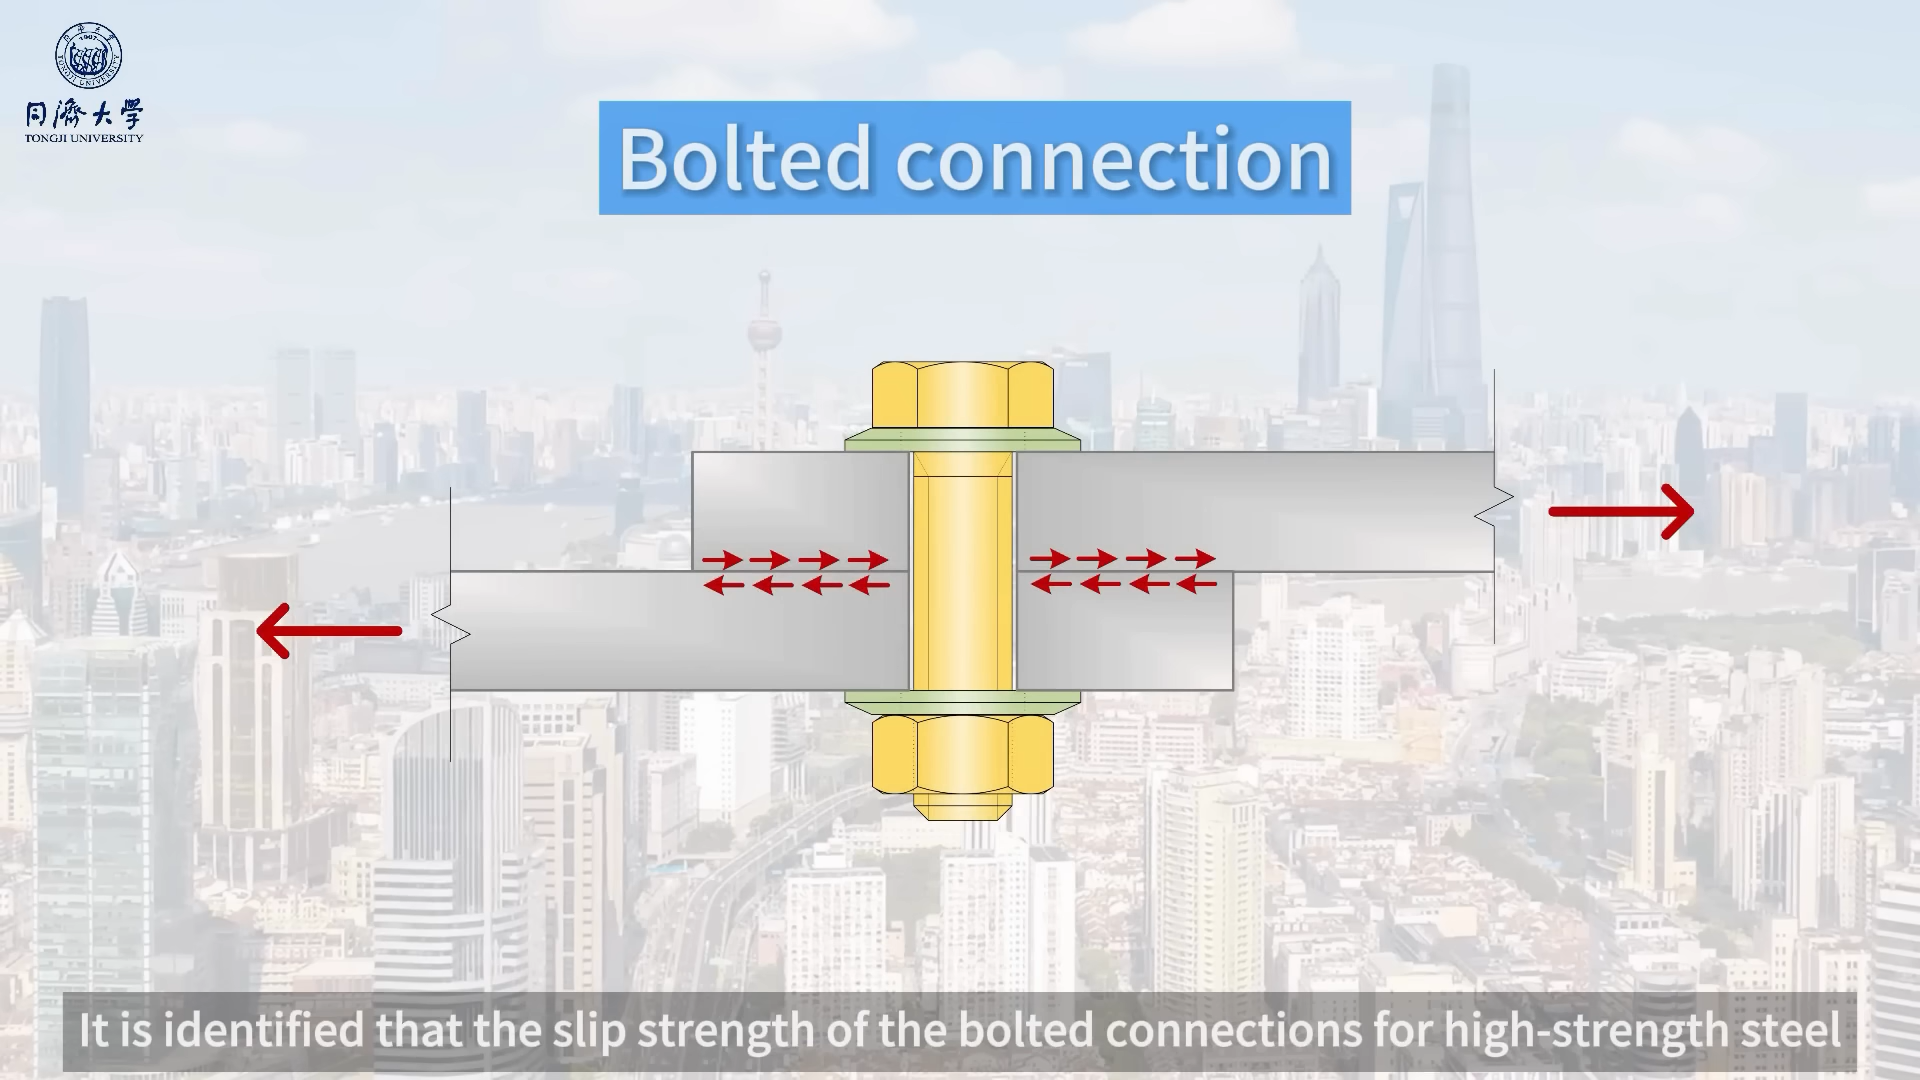 同濟大学
TONGJI UNIVERSITY
Bolted connection
It is identified that the slip strength of the bolted connections for high-strength steel